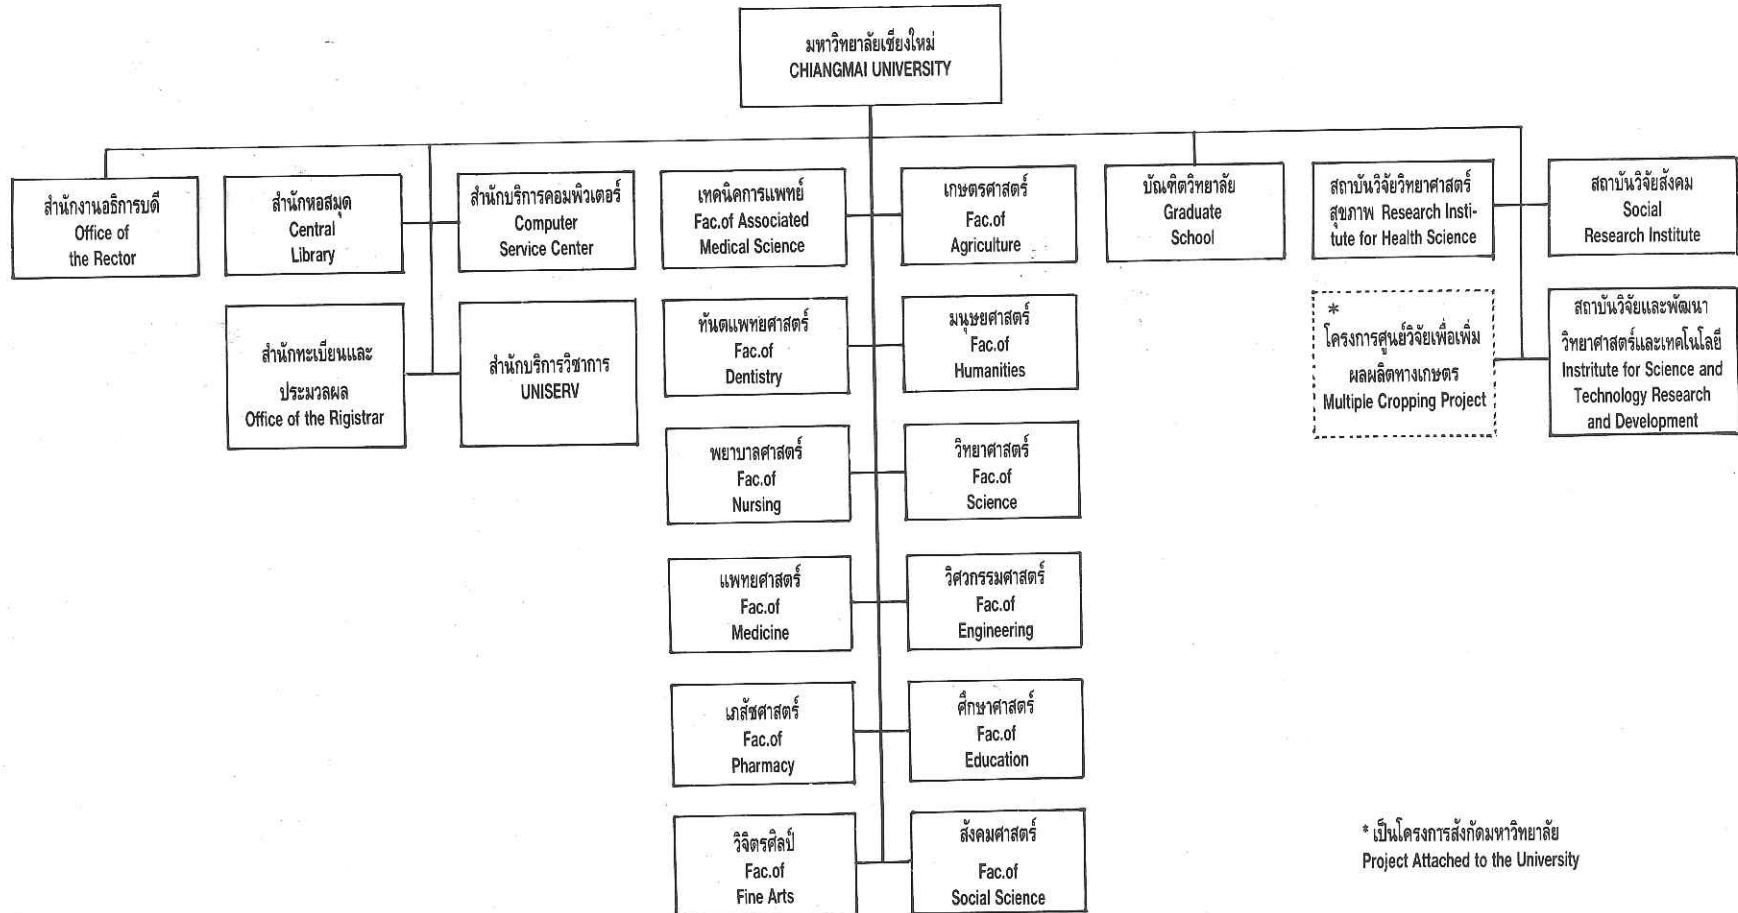 มหาวิทยาลัยเชียงใหม่
CHIANGMAI UNIVERSITY
สำนักงานอธิการบดี
Office of
the Rector
สำนักหอสมุด
Central
Library
สำนักบริการคอมพิวเตอร์
Computer
Service Center
เทคนิคการแพทย์
Fac.of Associated
Medical Science
เกษตรศาสตร์
Fac.of
Agriculture
บัณฑิตวิทยาลัย
Graduate
School
สถาบันวิจัยวิทยาศาสตร์
สุขภาพ Research Insti-
tute for Health Science
สถาบันวิจัยสังคม
Social
Research Institute
สำนักทะเบียนและ
ประมวลผล
Office of the Rigistrar
สำนักบริการวิชาการ
UNISERV
ทันตแพทยศาสตร์
Fac.of
Dentistry
มนุษยศาสตร์
Fac.of
Humanities
*
โครงการศูนย์วิจัยเพื่อเพิ่ม
ผลผลิตทางเกษตร
Multiple Cropping Project
สถาบันวิจัยและพัฒนา
วิทยาศาสตร์และเทคโนโลยี
Instritute for Science and
Technology Research
and Development
พยาบาลศาสตร์
Fac.of
Nursing
วิทยาศาสตร์
Fac.of
Science
แพทยศาสตร์
Fac.of
Medicine
วิศวกรรมศาสตร์
Fac.of
Engineering
เภสัชศาสตร์
Fac.of
Pharmacy
ศึกษาศาสตร์
Fac.of
Education
วิจิตรศิลป์
Fac.of
Fine Arts
สังคมศาสตร์
Fac.of
Social Science
* เป็นโครงการสังกัดมหาวิทยาลัย
Project Attached to the University